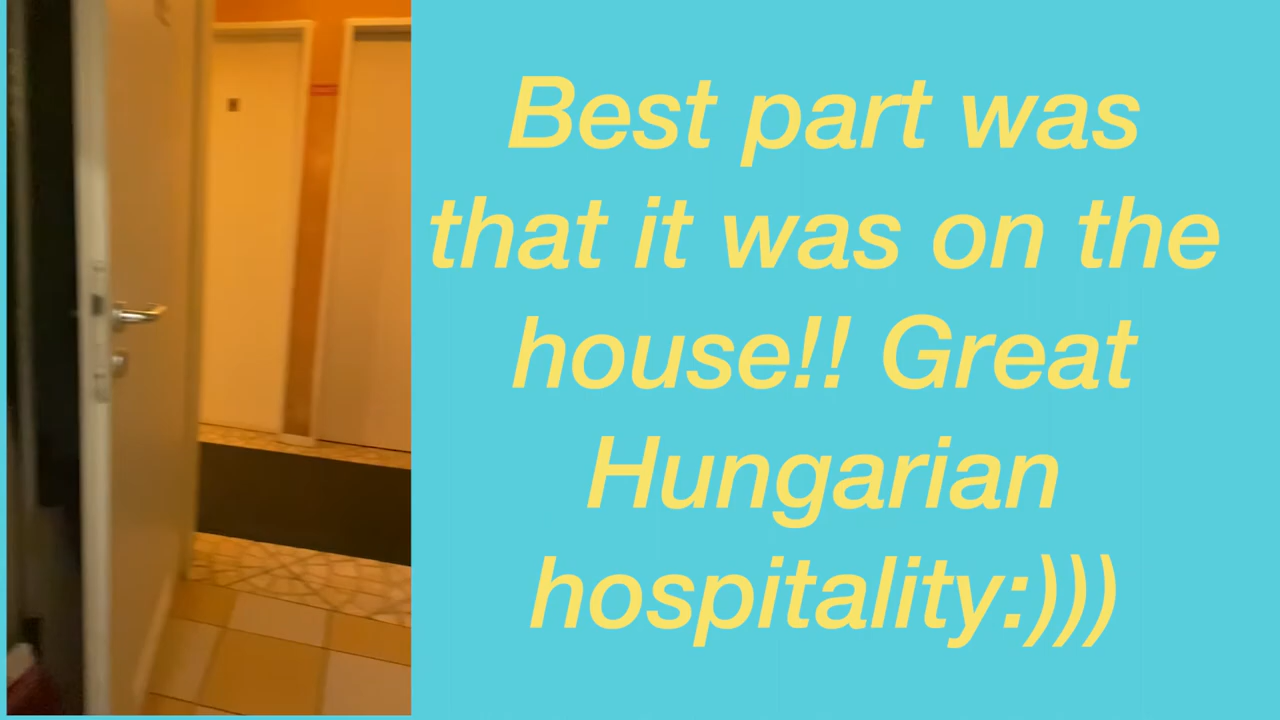 Best part was
that it was on the
house!! Great
Hungarian
hospitality:)))